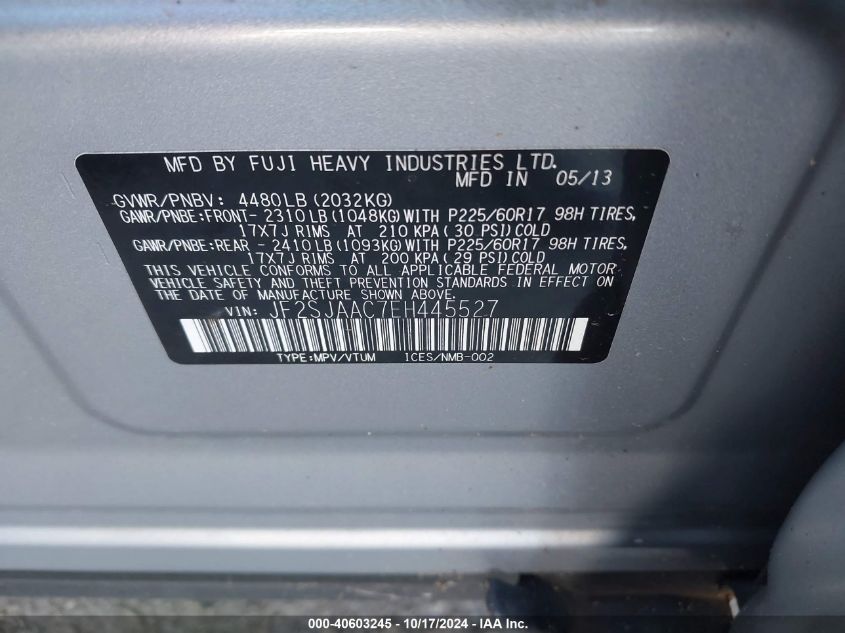 MFD BY FUJI HEAVY INDUSTRIES LTD.
MFD IN 05/13
GVWR/PNBV: 4480LB(2032KG)
GAWR/PNBE:FRONT- 2310LB(1048KG)WITH P225/60R17 98H TIRES,
17X7J RIMS AT 210 KPA(30 PSI)COLD
GAWR/PNBE:REAR - 2410LB(1093KG)WITH P225/60R17 98H TIRES,
17X7J RIMS AT 200 KPA(29 PSI)COLD
THIS VEHICLE CONFORMS TO ALL APPLICABLE FEDERAL MOTOR
VEHICLE SAFETY AND THEFT PREVENTION STANDARDS IN EFFECT ON
THE DATE OF MANUFACTURE SHOWN ABOVE.
VIN: JF2SJAAC7EH445527
TYPE:MPV/VTUM ICES/NMB-002
000-40603245 - 10/17/2024 - IAA Inc.